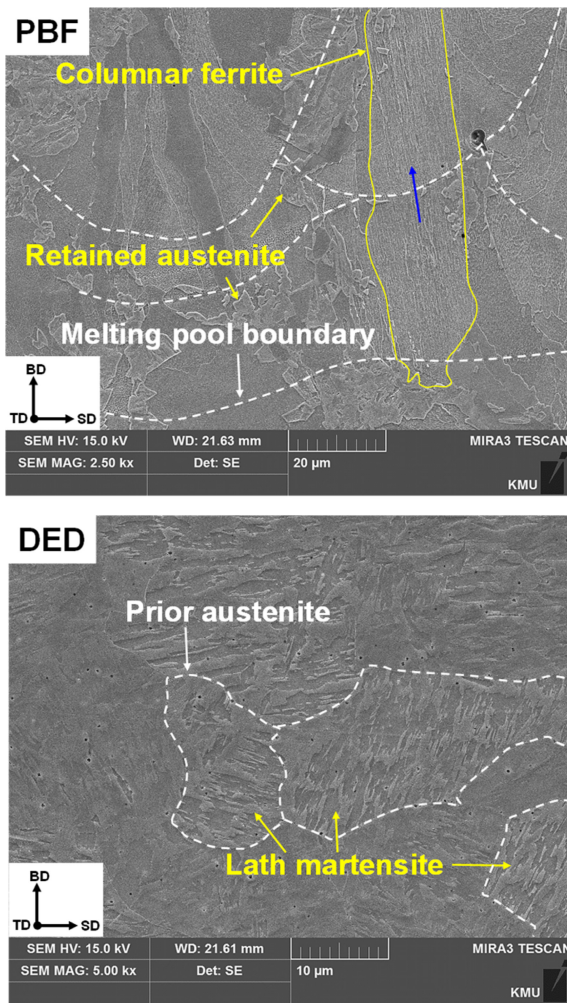 PBF
Columnar ferrite
Retained austenite
Melting pool boundary
BD
TD
SD
SEM HV: 15.0 kV
WD: 21.63 mm
MIRA3 TESCAN
SEM MAG: 2.50 kx
Det: SE
20 µm
KMU
DED
Prior austenite
Lath martensite
BD
TD
SD
SEM HV: 15.0 kV
WD: 21.61 mm
MIRA3 TESCAN
SEM MAG: 5.00 kx
Det: SE
10 µm
KMU